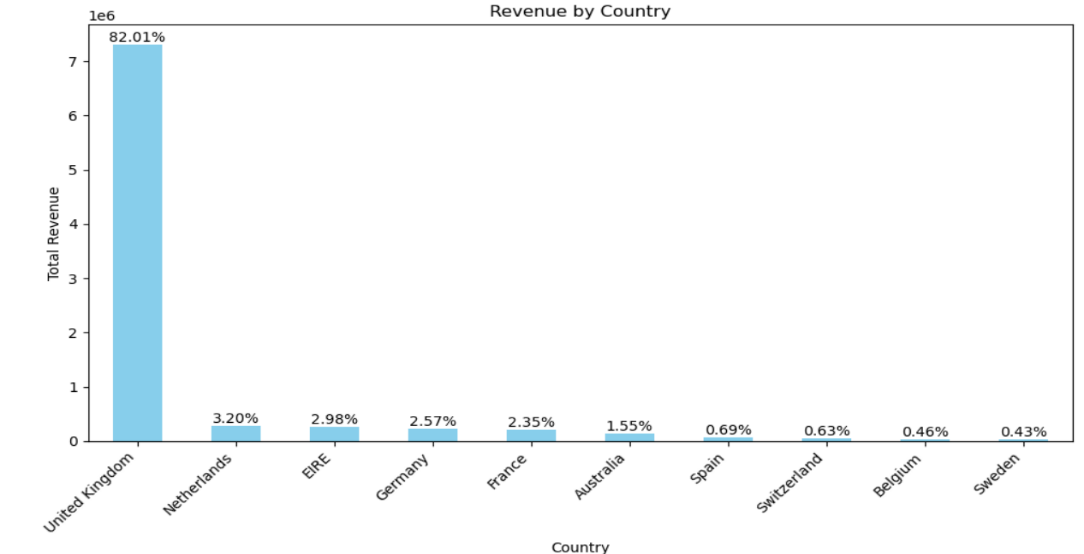 Revenue by Country
1e6
82.01%
7
6
5
4
3
2
1
0
Total Revenue
3.20%
2.98%
2.57%
2.35%
1.55%
0.69%
0.63%
0.46%
0.43%
United Kingdom
Netherlands
EIRE
Germany
France
Australia
Spain
Switzerland
Belgium
Sweden
Country